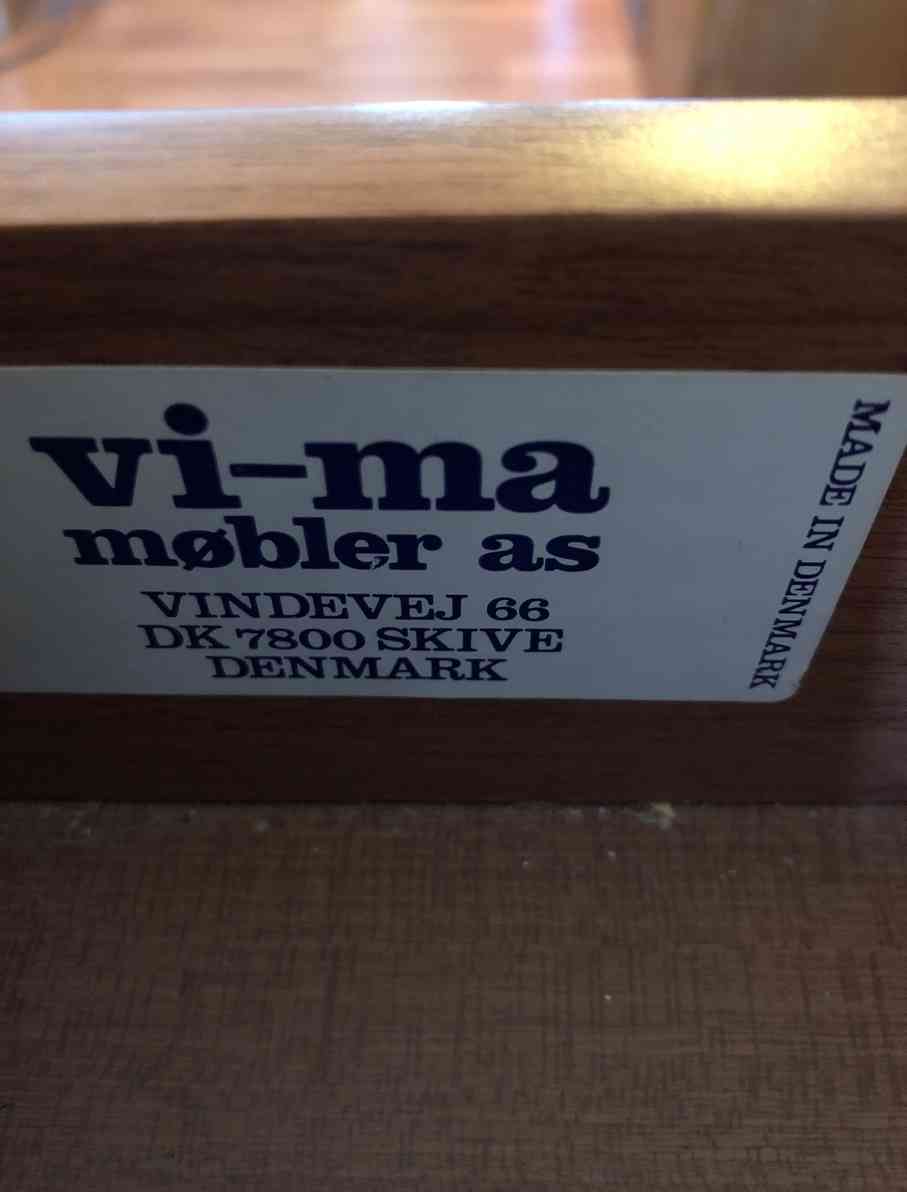 vi-ma
møbler as
VINDEVEJ 66
DK 7800 SKIVE
DENMARK
MADE IN DENMARK